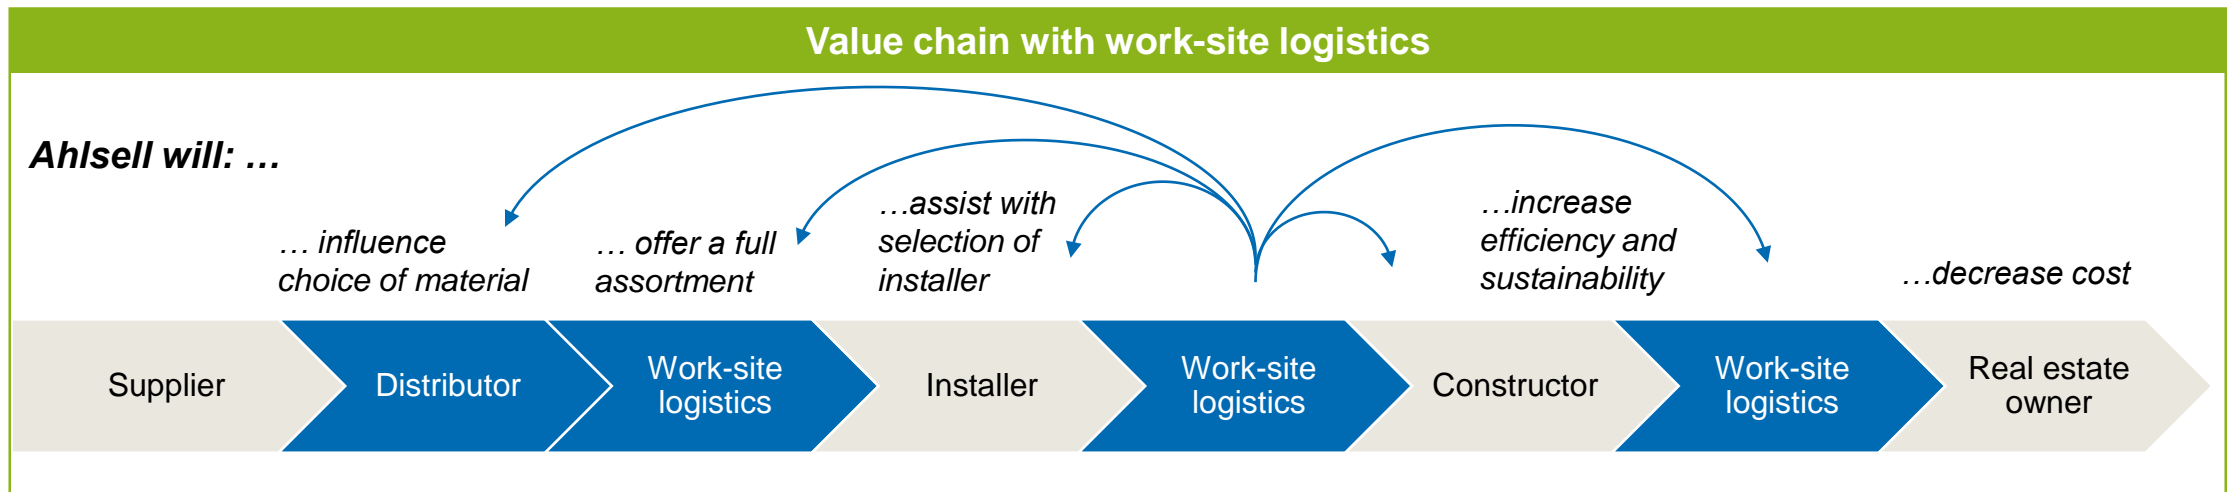 Value chain with work-site logistics
Ahlsell will: …
… influence
choice of material
… offer a full
assortment
…assist with
selection of
installer
…increase
efficiency and
sustainability
…decrease cost
Supplier
Distributor
Work-site
logistics
Installer
Work-site
logistics
Constructor
Work-site
logistics
Real estate
owner